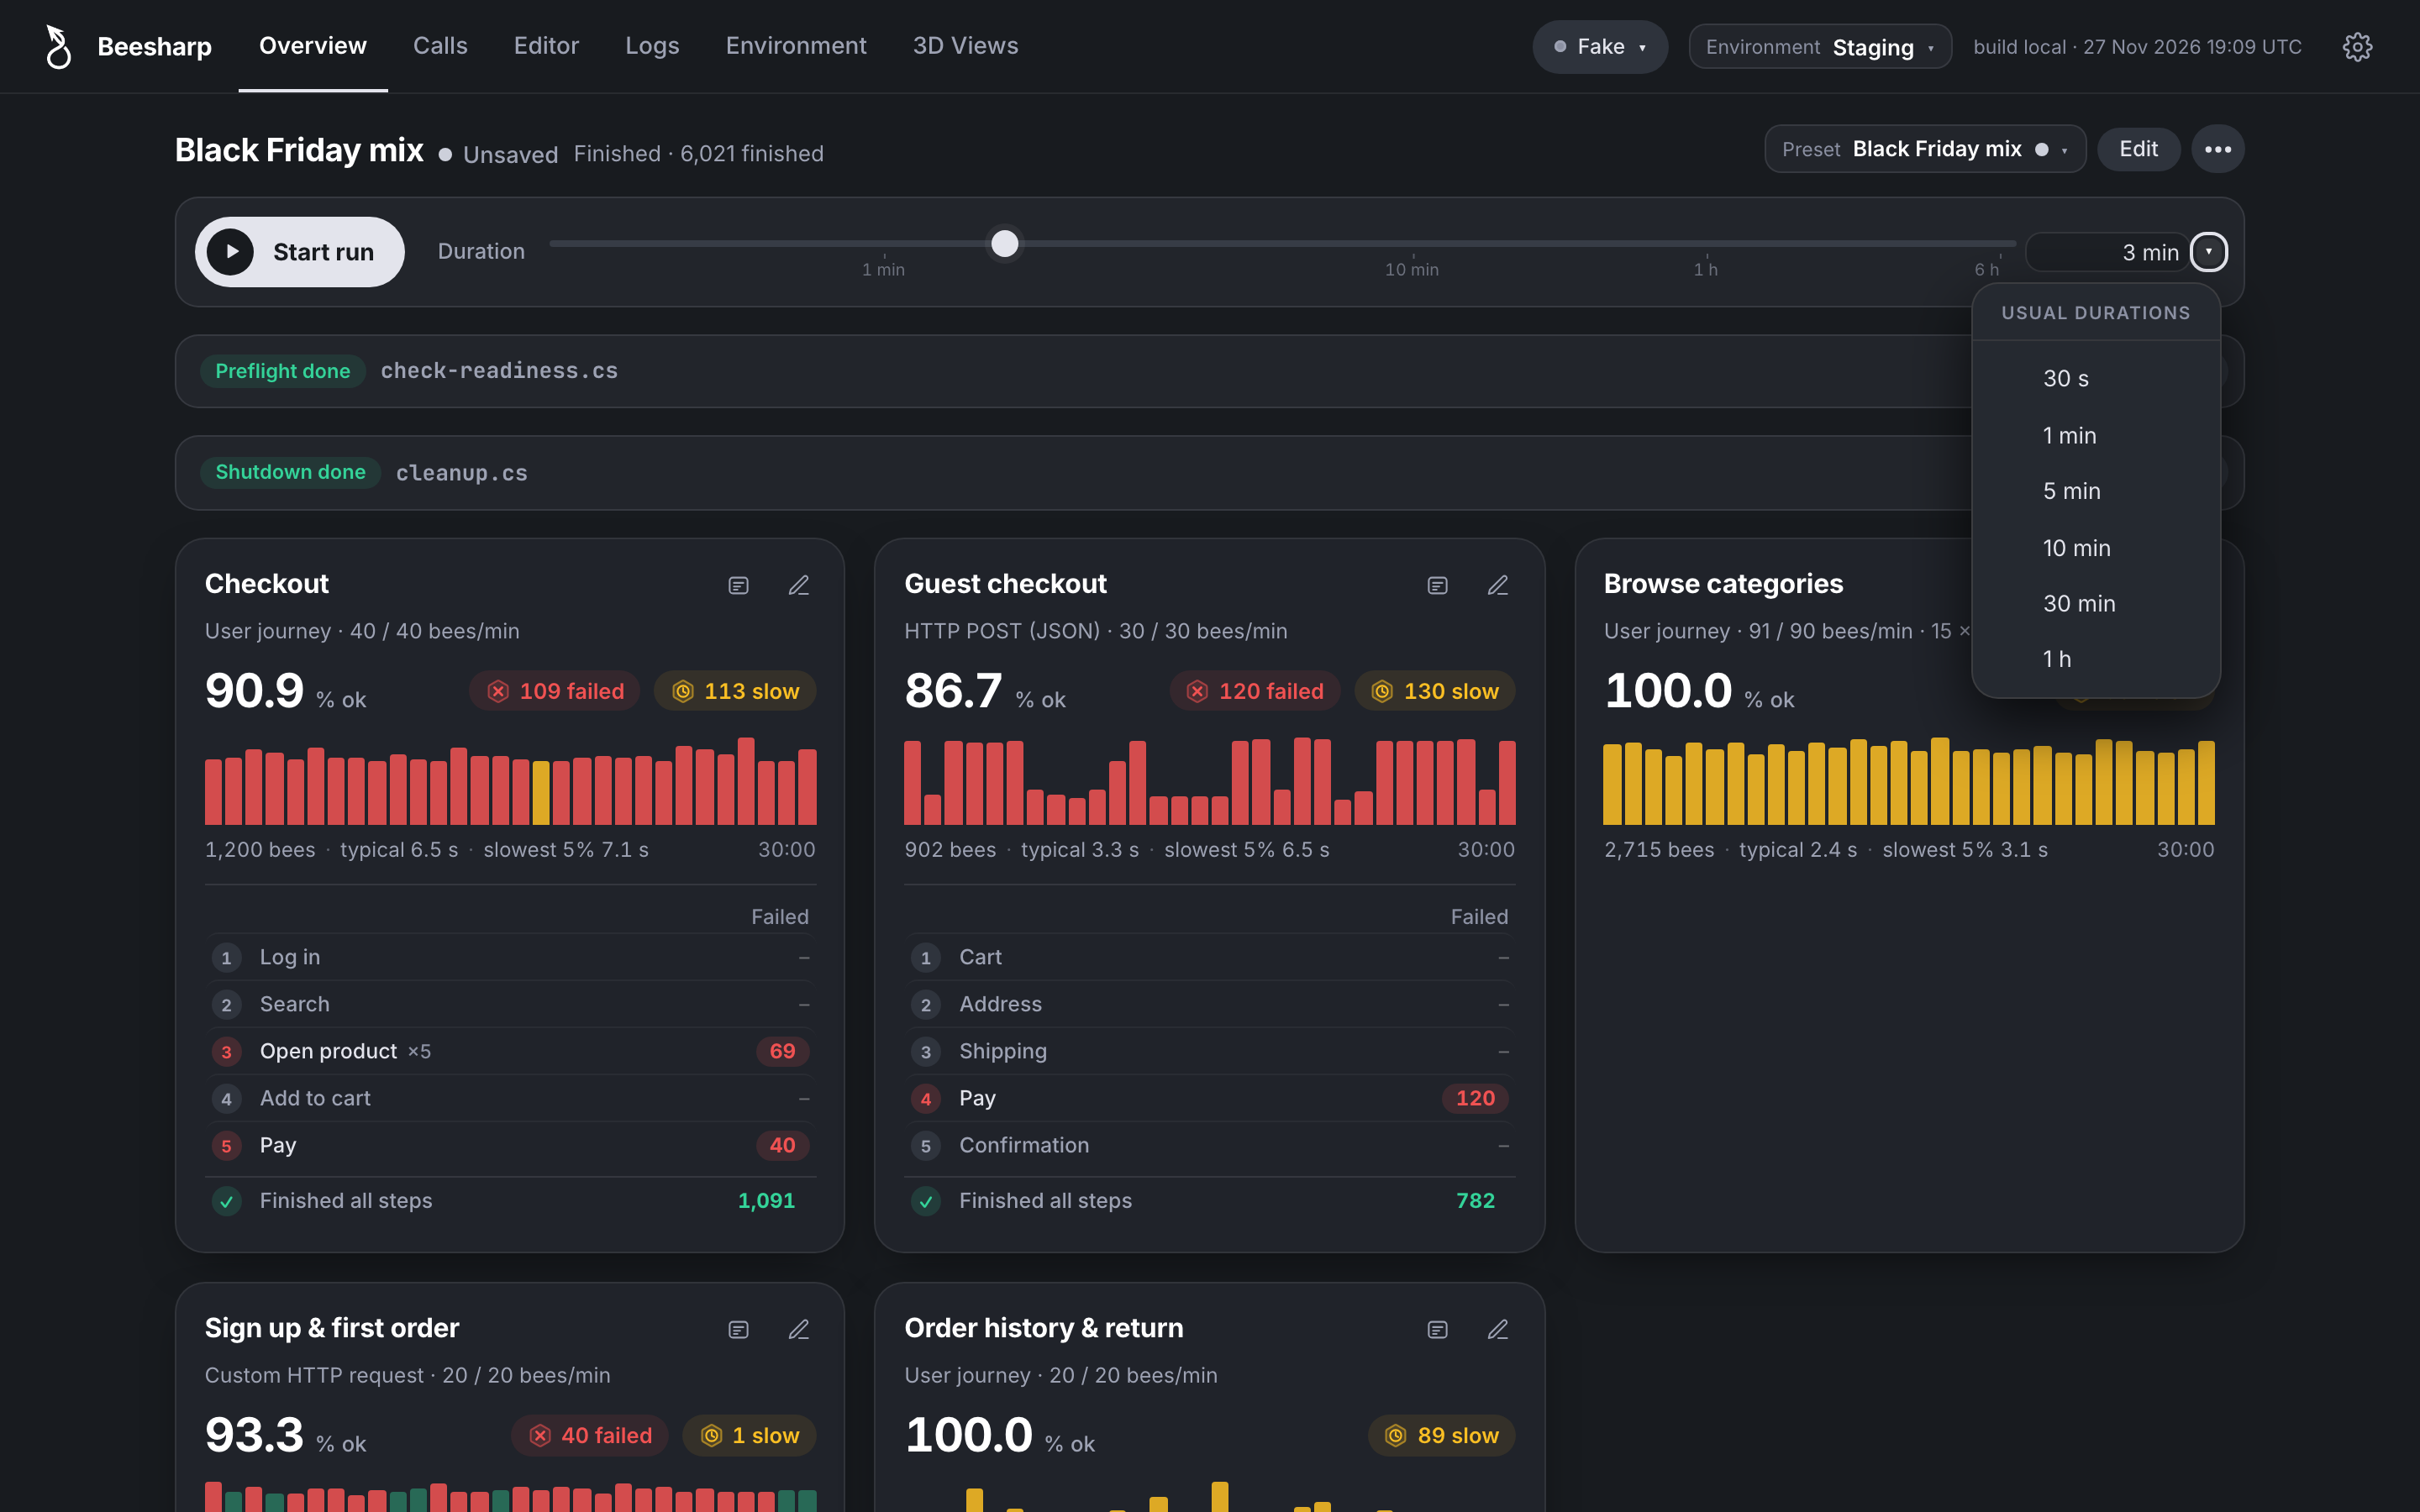 Beesharp Overview Calls Editor Logs Environment 3D Views Fake Environment Staging build local · 27 Nov 2026 19:09 UTC
Black Friday mix Unsaved Finished · 6,021 finished Preset Black Friday mix Edit
Start run Duration 1 min 10 min 1 h 6 h 3 min
USUAL DURATIONS
30 s
1 min
5 min
10 min
30 min
1 h
Preflight done check-readiness.cs
Shutdown done cleanup.cs
Checkout
User journey · 40 / 40 bees/min
90.9 % ok 109 failed 113 slow
1,200 bees · typical 6.5 s · slowest 5% 7.1 s 30:00
Failed
1 Log in –
2 Search –
3 Open product ×5 69
4 Add to cart –
5 Pay 40
Finished all steps 1,091
Guest checkout
HTTP POST (JSON) · 30 / 30 bees/min
86.7 % ok 120 failed 130 slow
902 bees · typical 3.3 s · slowest 5% 6.5 s 30:00
Failed
1 Cart –
2 Address –
3 Shipping –
4 Pay 120
5 Confirmation –
Finished all steps 782
Browse categories
User journey · 91 / 90 bees/min · 15 ×
100.0 % ok
2,715 bees · typical 2.4 s · slowest 5% 3.1 s 30:00
Sign up & first order
Custom HTTP request · 20 / 20 bees/min
93.3 % ok 40 failed 1 slow
Order history & return
User journey · 20 / 20 bees/min
100.0 % ok 89 slow